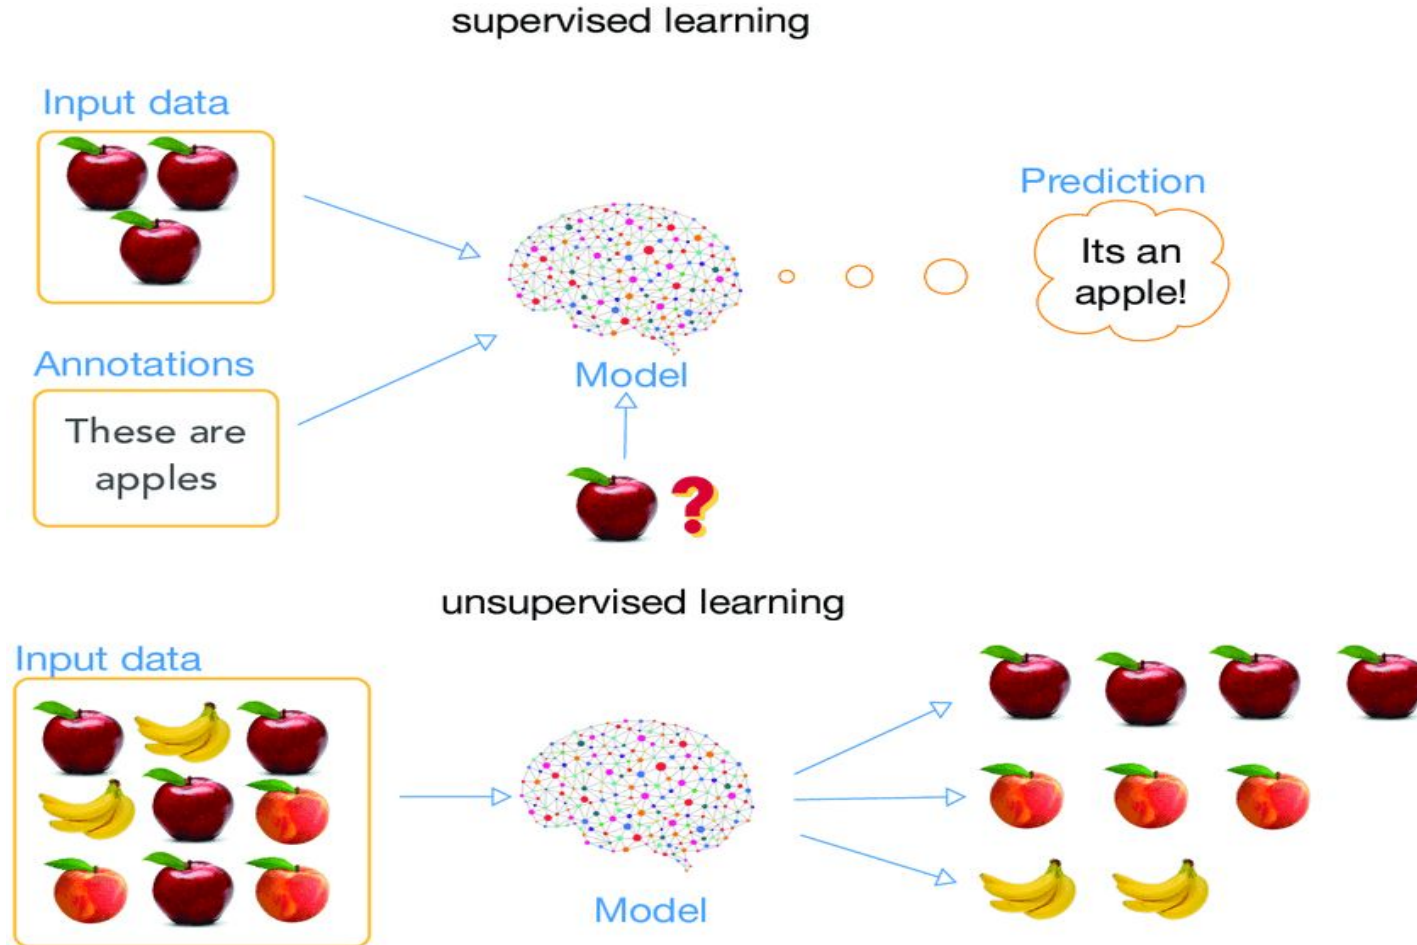 supervised learning
Input data
Prediction
Its an
apple!
Annotations
These are
apples
Model
?
unsupervised learning
Input data
Model